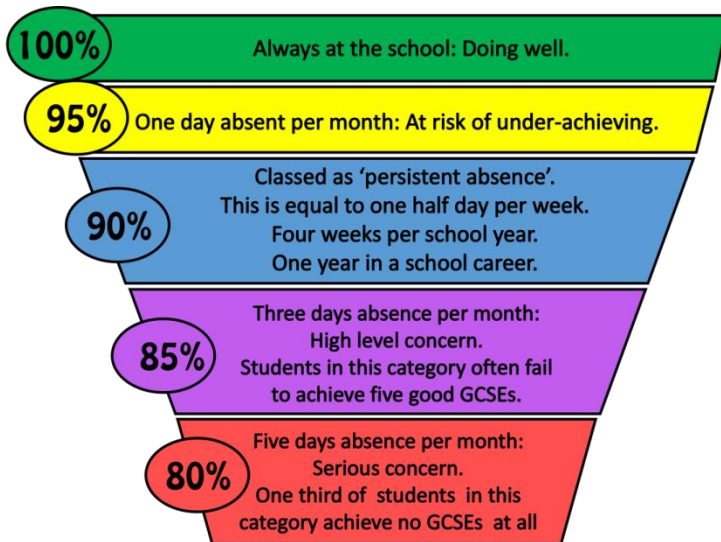 100%
Always at the school: Doing well.
95%
One day absent per month: At risk of under-achieving.
90%
Classed as ‘persistent absence’.
This is equal to one half day per week.
Four weeks per school year.
One year in a school career.
85%
Three days absence per month:
High level concern.
Students in this category often fail
to achieve five good GCSEs.
80%
Five days absence per month:
Serious concern.
One third of students in this
category achieve no GCSEs at all